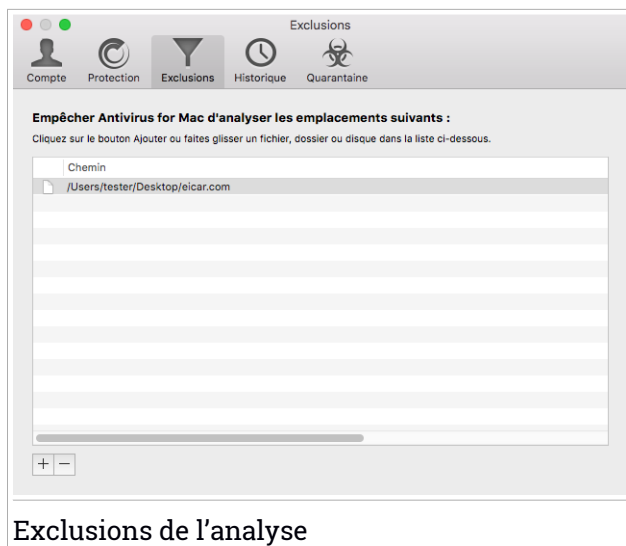 Exclusions
Compte Protection Exclusions Historique Quarantaine
Empêcher Antivirus for Mac d'analyser les emplacements suivants :
Cliquez sur le bouton Ajouter ou faites glisser un fichier, dossier ou disque dans la liste ci-dessous.
Chemin
/Users/tester/Desktop/eicar.com
+ −
Exclusions de l’analyse